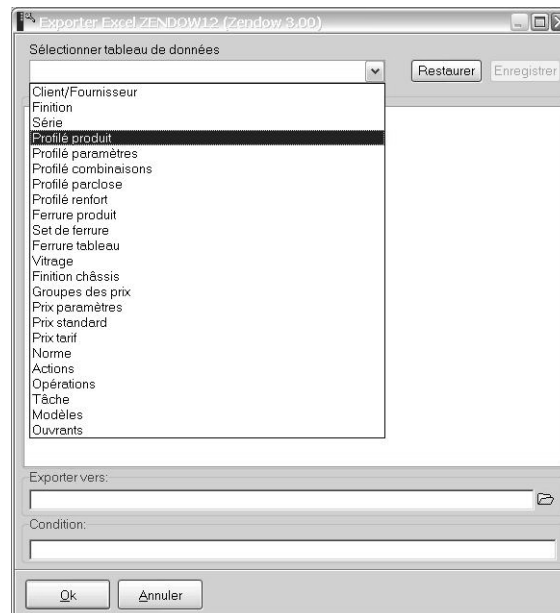 Exporter Excel ZENDOW12 (Zendow 3.00)
Sélectionner tableau de données
Restaurer Enregistrer
Client/Fournisseur
Finition
Série
Profilé produit
Profilé paramètres
Profilé combinaisons
Profilé parclose
Profilé renfort
Ferrure produit
Set de ferrure
Ferrure tableau
Vitrage
Finition châssis
Groupes des prix
Prix paramètres
Prix standard
Prix tarif
Norme
Actions
Opérations
Tâche
Modèles
Ouvrants
Exporter vers:
Condition:
Ok Annuler